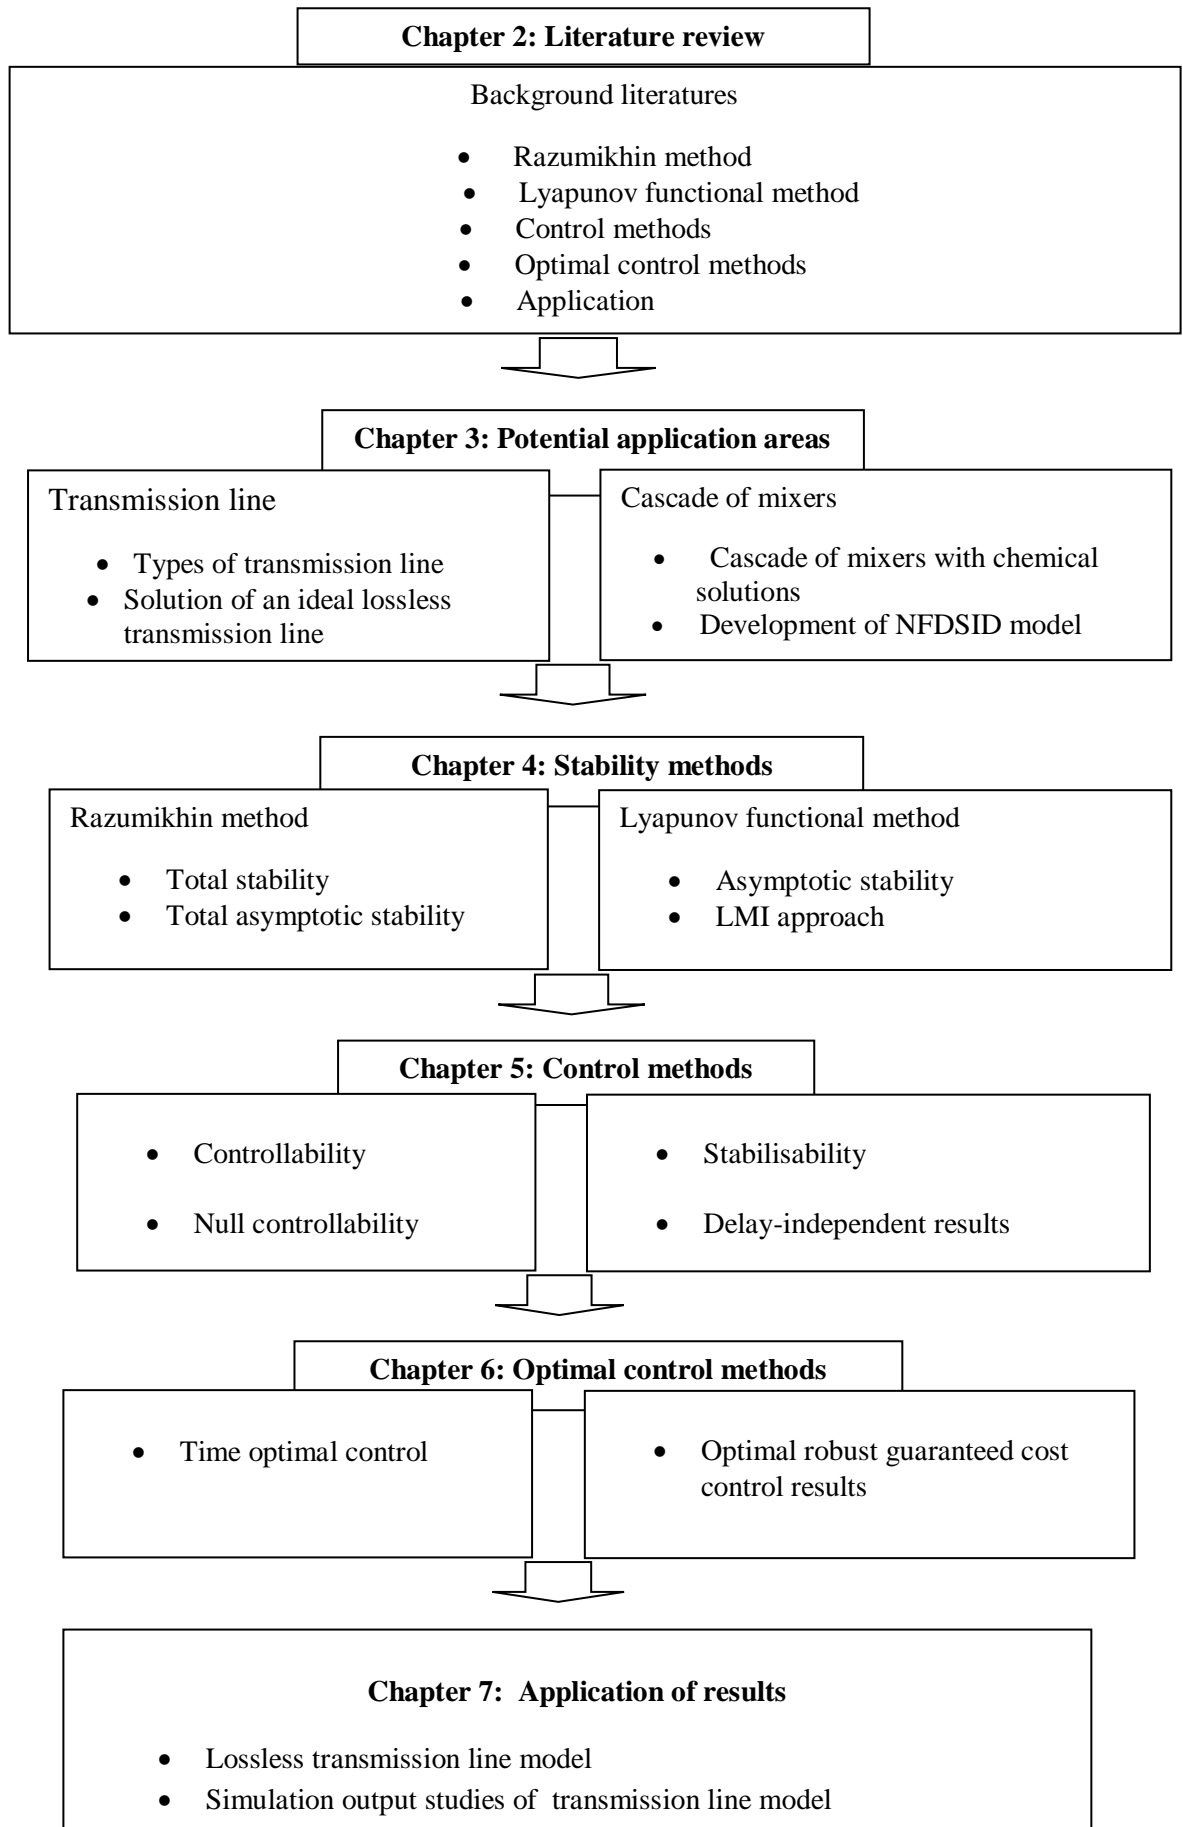 Chapter 2: Literature review
Background literatures
• Razumikhin method
• Lyapunov functional method
• Control methods
• Optimal control methods
• Application
Chapter 3: Potential application areas
Transmission line
• Types of transmission line
• Solution of an ideal lossless
transmission line
Cascade of mixers
• Cascade of mixers with chemical
solutions
• Development of NFDSID model
Chapter 4: Stability methods
Razumikhin method
• Total stability
• Total asymptotic stability
Lyapunov functional method
• Asymptotic stability
• LMI approach
Chapter 5: Control methods
• Controllability
• Null controllability
• Stabilisability
• Delay-independent results
Chapter 6: Optimal control methods
• Time optimal control
• Optimal robust guaranteed cost
control results
Chapter 7: Application of results
• Lossless transmission line model
• Simulation output studies of transmission line model